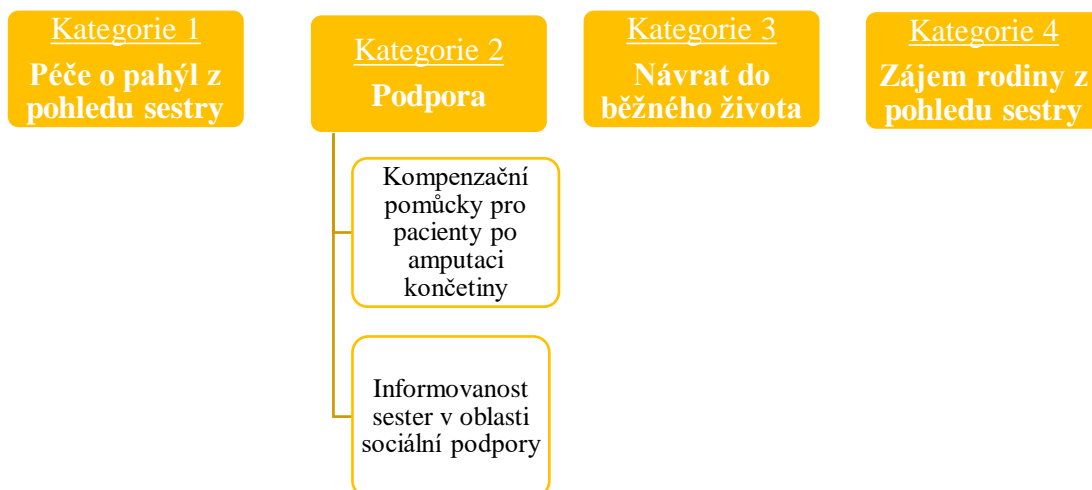 Kategorie 1
Péče o pahýl z
pohledu sestry
Kategorie 2
Podpora
Kompenzační
pomůcky pro
pacienty po
amputaci
končetiny
Informovanost
sester v oblasti
sociální podpory
Kategorie 3
Návrat do
běžného života
Kategorie 4
Zájem rodiny z
pohledu sestry